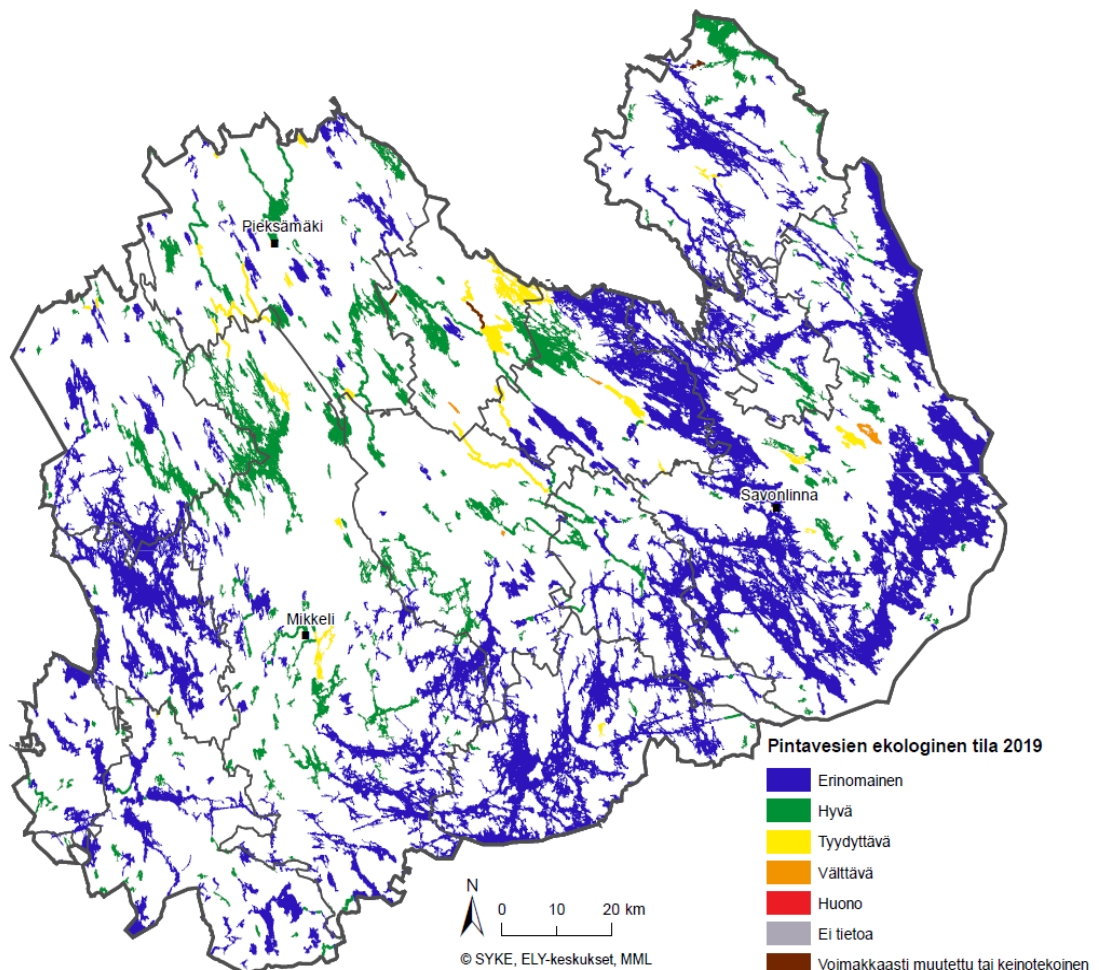 Pieksämäki
Savonlinna
Mikkeli
Pintavesien ekologinen tila 2019
Erinomainen
Hyvä
Tyydyttävä
Välttävä
Huono
Ei tietoa
Voimakkaasti muutettu tai keinotekoinen
N
0 10 20 km
© SYKE, ELY-keskukset, MML